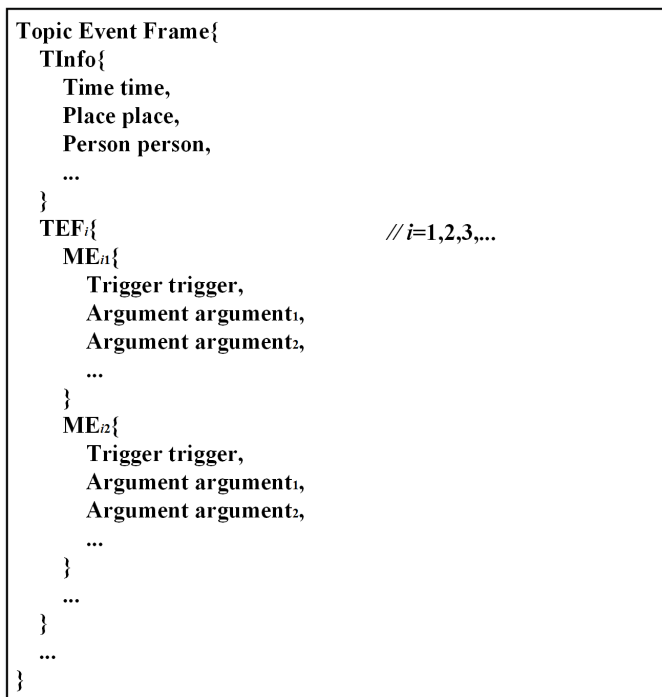 Topic Event Frame{
TInfo{
Time time,
Place place,
Person person,
...
}
TEFi{ // i=1,2,3,...
MEi1{
Trigger trigger,
Argument argument1,
Argument argument2,
...
}
MEi2{
Trigger trigger,
Argument argument1,
Argument argument2,
...
}
...
}
...
}